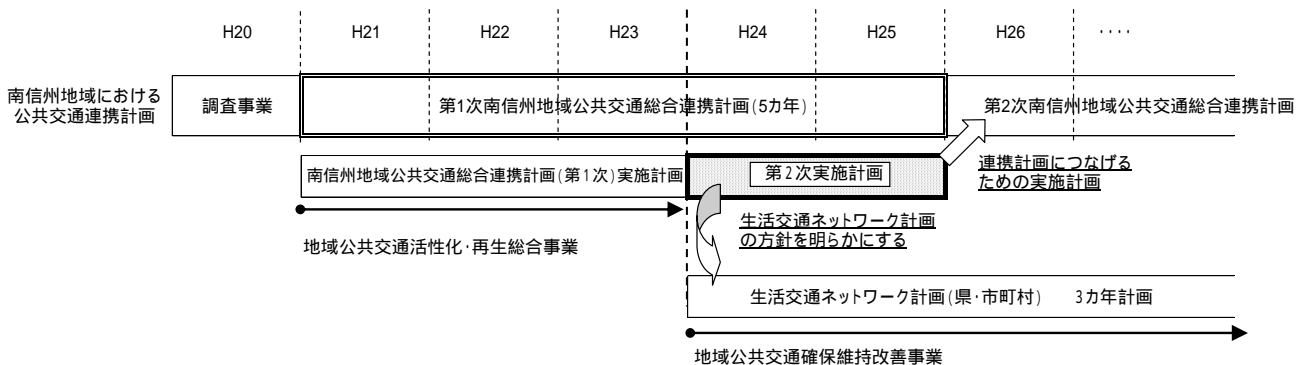 H20 H21 H22 H23 H24 H25 H26 ････
南信州地域における
公共交通連携計画
調査事業
第1次南信州地域公共交通総合連携計画(5カ年)
第2次南信州地域公共交通総合連携計画
南信州地域公共交通総合連携計画(第1次)実施計画
第2次実施計画
連携計画につなげる
ための実施計画
生活交通ネットワーク計画
の方針を明らかにする
地域公共交通活性化･再生総合事業
生活交通ネットワーク計画(県･市町村) 3カ年計画
地域公共交通確保維持改善事業